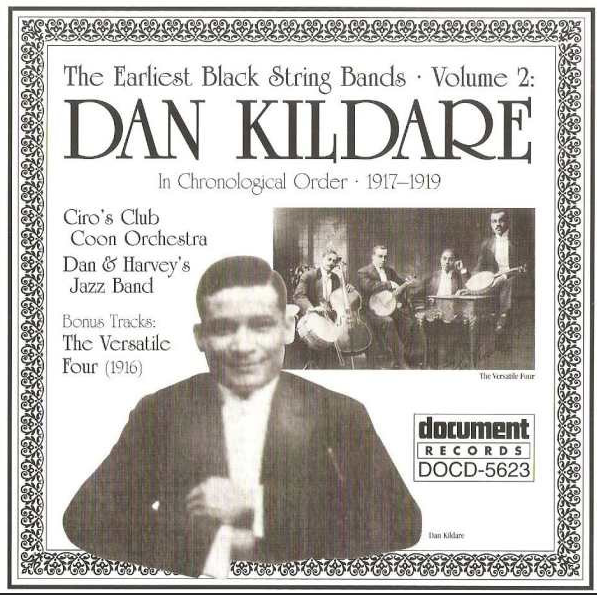 The Earliest Black String Bands · Volume 2:
DAN KILDARE
In Chronological Order · 1917–1919
Ciro's Club
Coon Orchestra
Dan & Harvey's
Jazz Band
Bonus Tracks:
The Versatile
Four (1916)
The Versatile Four
document
RECORDS
DOCD-5623
Dan Kildare